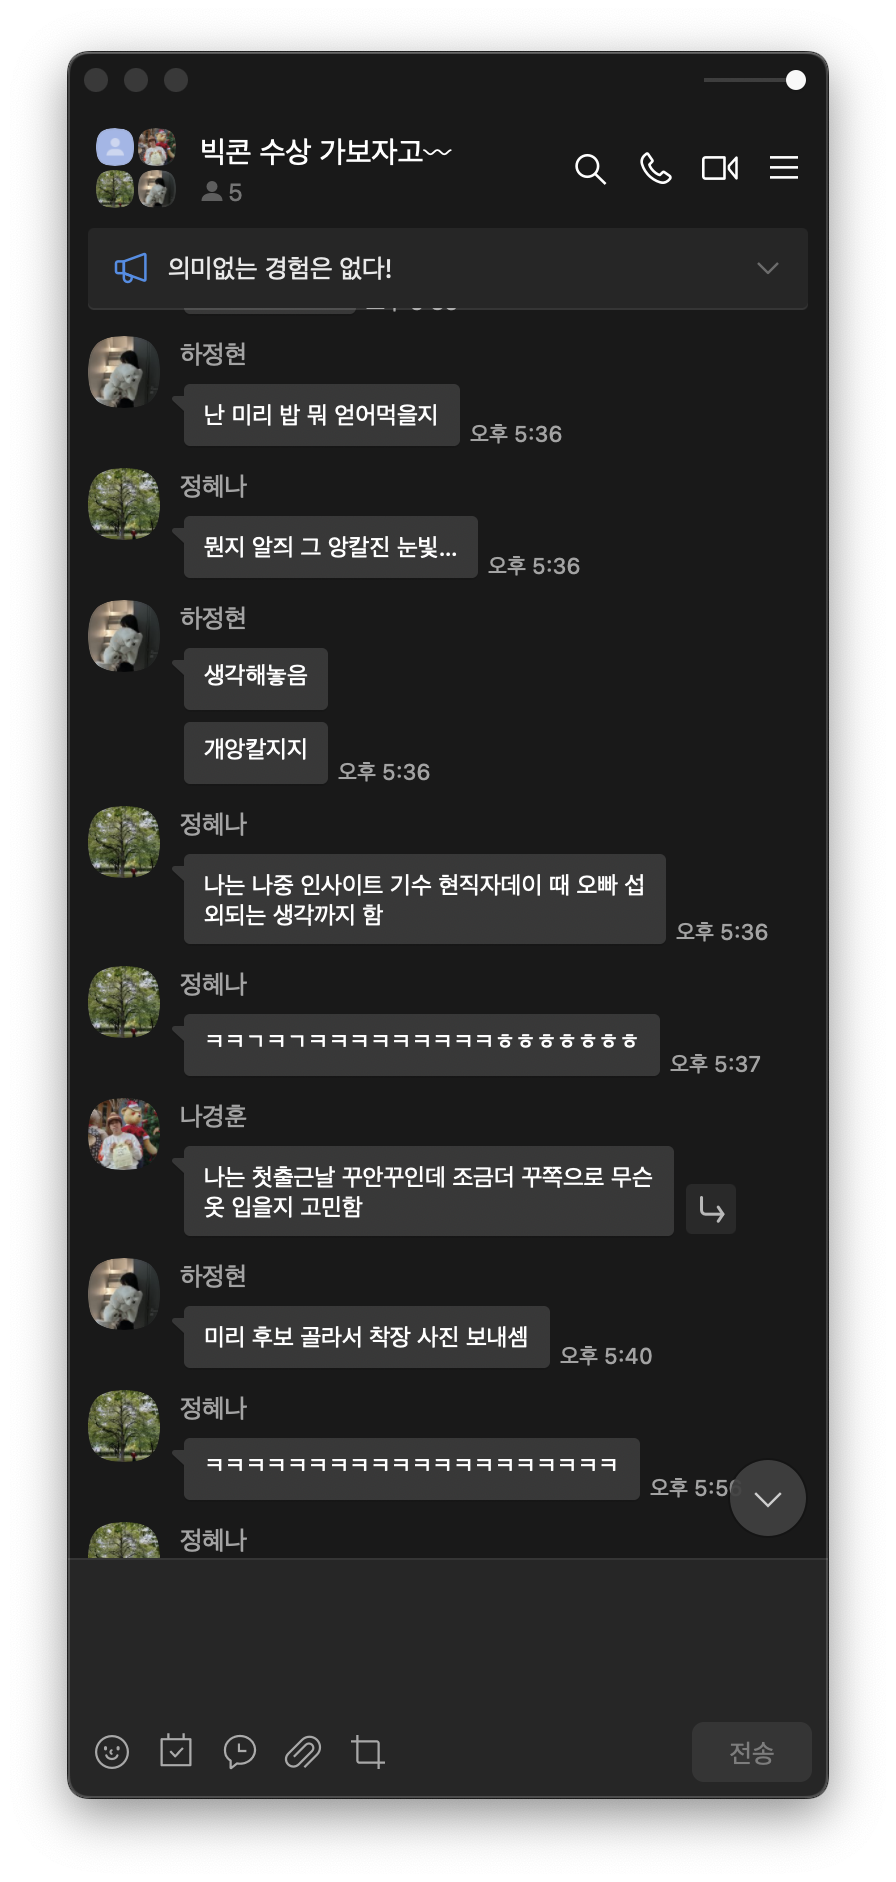 빅콘 수상 가보자고〰
5
의미없는 경험은 없다!
하정현
난 미리 밥 뭐 얻어먹을지
오후 5:36
정혜나
뭔지 알즤 그 앙칼진 눈빛...
오후 5:36
하정현
생각해놓음
개앙칼지지
오후 5:36
정혜나
나는 나중 인사이트 기수 현직자데이 때 오빠 섭
외되는 생각까지 함
오후 5:36
정혜나
ㅋㅋㄱㅋㄱㅋㅋㅋㅋㅋㅋㅋㅋㅋㅎㅎㅎㅎㅎㅎㅎ
오후 5:37
나경훈
나는 첫출근날 꾸안꾸인데 조금더 꾸쪽으로 무슨
옷 입을지 고민함
하정현
미리 후보 골라서 착장 사진 보내셈
오후 5:40
정혜나
ㅋㅋㅋㅋㅋㅋㅋㅋㅋㅋㅋㅋㅋㅋㅋㅋㅋㅋㅋㅋ
오후 5:56
정혜나
전송